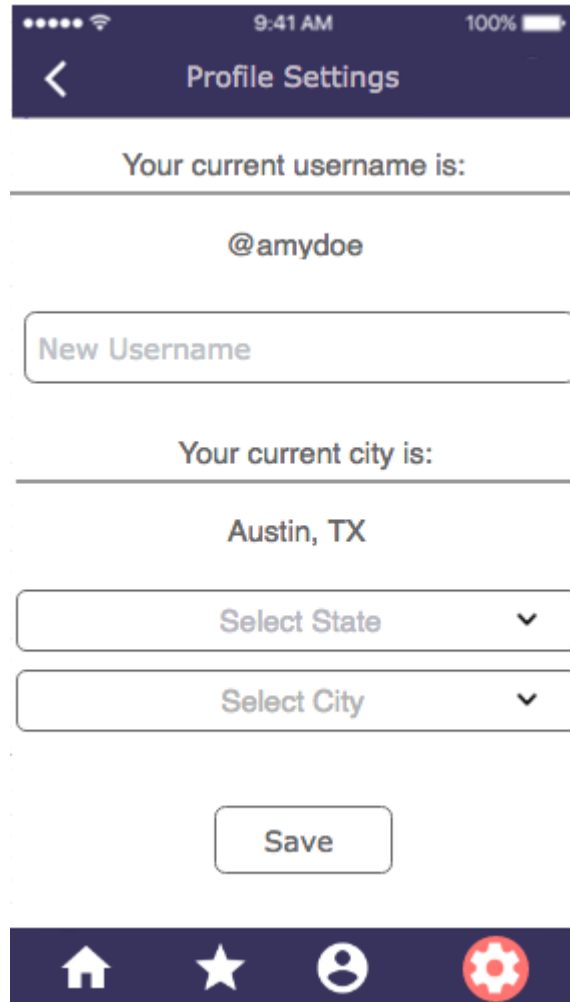 9:41 AM 100%
Profile Settings
Your current username is:
@amydoe
New Username
Your current city is:
Austin, TX
Select State
Select City
Save